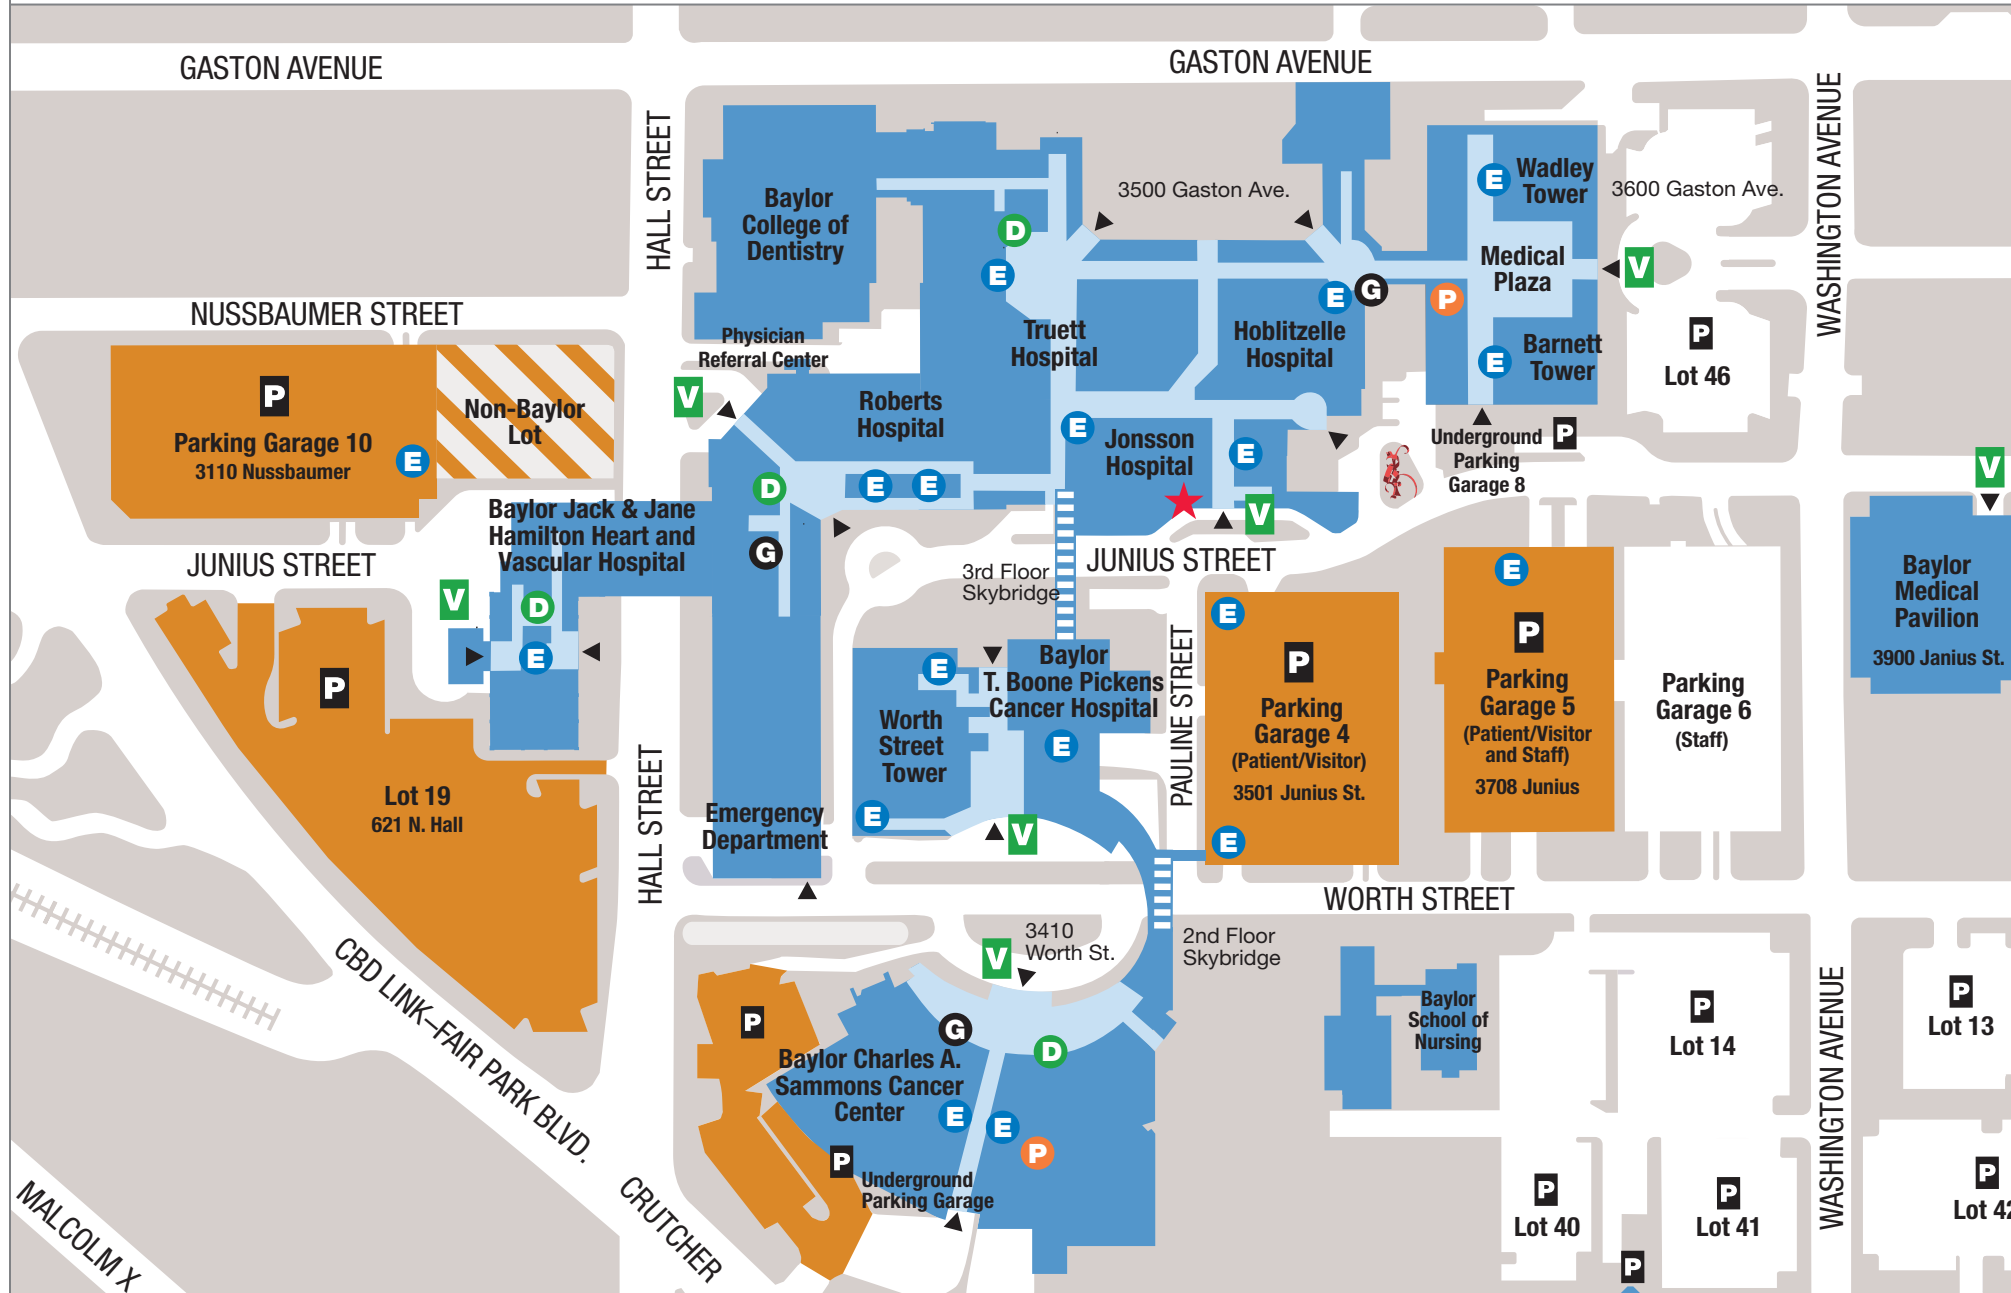 GASTON AVENUE
GASTON AVENUE
HALL STREET
WASHINGTON AVENUE
Baylor
College of
Dentistry
D
E
3500 Gaston Ave.
E
Wadley
Tower
3600 Gaston Ave.
Medical
Plaza
V
E
G
P
NUSSBAUMER STREET
Physician
Referral Center
Truett
Hospital
Hoblitzelle
Hospital
E
Barnett
Tower
P
Lot 46
P
Parking Garage 10
3110 Nussbaumer
E
Non-Baylor
Lot
V
Roberts
Hospital
E
Jonsson
Hospital
E
Underground
Parking
Garage 8
P
V
D
E
E
V
Baylor Jack & Jane
Hamilton Heart and
Vascular Hospital
G
JUNIUS STREET
JUNIUS STREET
3rd Floor
Skybridge
V
D
E
P
E
Baylor
T. Boone Pickens
Cancer Hospital
E
Worth
Street
Tower
E
V
PAULINE STREET
E
P
Parking
Garage 4
(Patient/Visitor)
3501 Junius St.
E
E
P
Parking
Garage 5
(Patient/Visitor
and Staff)
3708 Junius
Parking
Garage 6
(Staff)
Baylor
Medical
Pavilion
3900 Janius St.
Lot 19
621 N. Hall
HALL STREET
Emergency
Department
WORTH STREET
3410
Worth St.
V
2nd Floor
Skybridge
CBD LINK–FAIR PARK BLVD.
P
G
D
Baylor Charles A.
Sammons Cancer
Center
E
E
P
P
Underground
Parking Garage
Baylor
School of
Nursing
P
Lot 14
P
Lot 13
WASHINGTON AVENUE
P
Lot 40
P
Lot 41
P
Lot 42
P
CRUTCHER
MALCOLM X